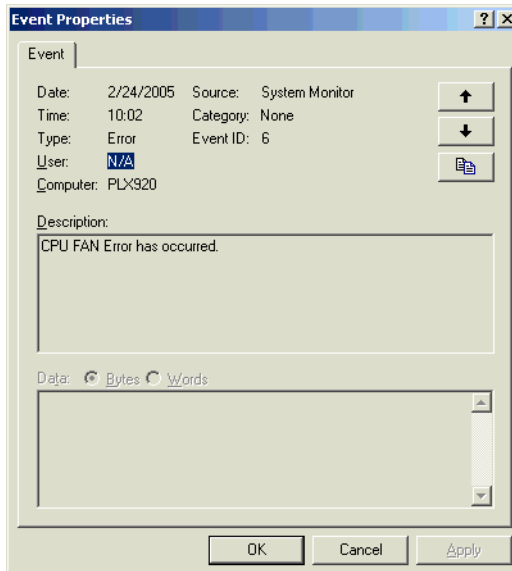 Event Properties
Event
Date: 2/24/2005 Source: System Monitor
Time: 10:02 Category: None
Type: Error Event ID: 6
User: N/A
Computer: PLX920
Description:
CPU FAN Error has occurred.
Data: Bytes Words
OK Cancel Apply